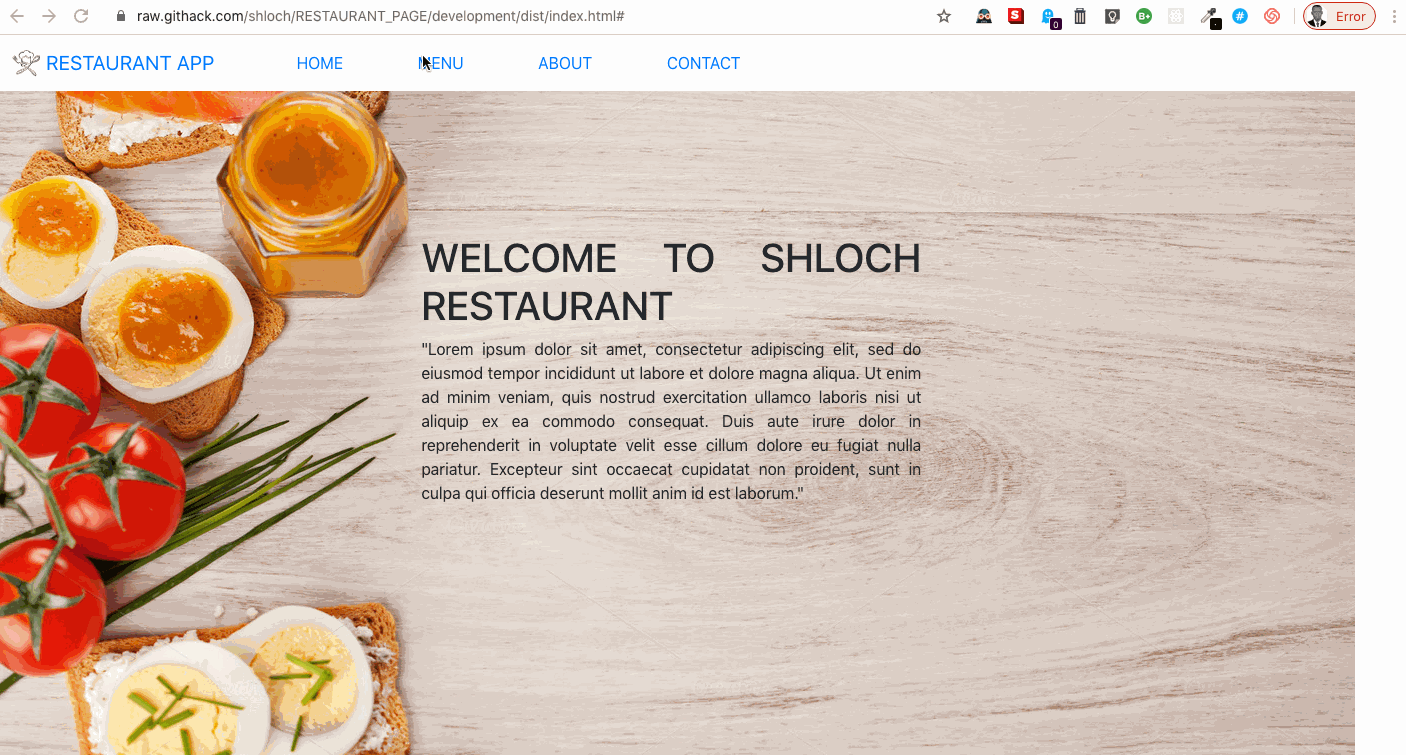 raw.githack.com/shloch/RESTAURANT_PAGE/development/dist/index.html#
S
0
B+
#
Error
RESTAURANT APP HOME MENU ABOUT CONTACT
WELCOME TO SHLOCH
RESTAURANT
"Lorem ipsum dolor sit amet, consectetur adipiscing elit, sed do
eiusmod tempor incididunt ut labore et dolore magna aliqua. Ut enim
ad minim veniam, quis nostrud exercitation ullamco laboris nisi ut
aliquip ex ea commodo consequat. Duis aute irure dolor in
reprehenderit in voluptate velit esse cillum dolore eu fugiat nulla
pariatur. Excepteur sint occaecat cupidatat non proident, sunt in
culpa qui officia deserunt mollit anim id est laborum."